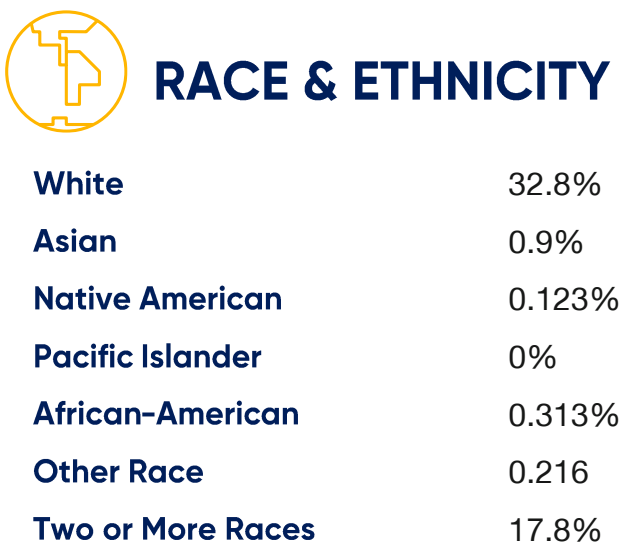 RACE & ETHNICITY
White 32.8%
Asian 0.9%
Native American 0.123%
Pacific Islander 0%
African-American 0.313%
Other Race 0.216
Two or More Races 17.8%